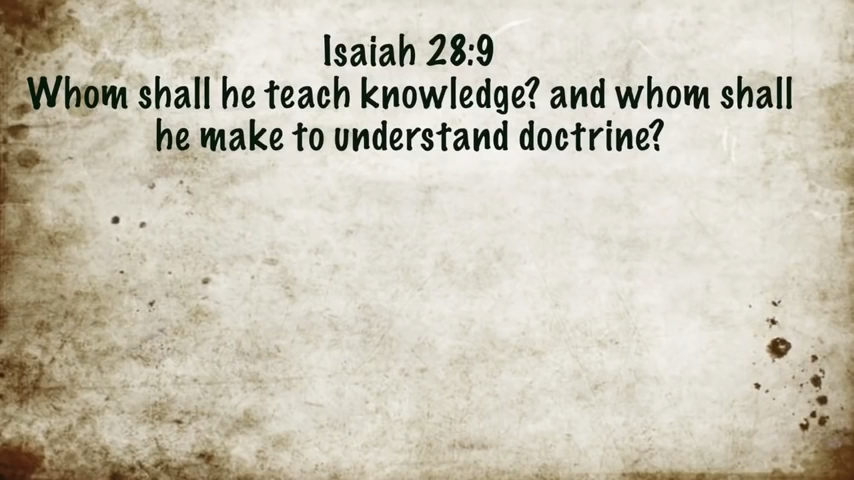 Isaiah 28:9
Whom shall he teach knowledge? and whom shall
he make to understand doctrine?